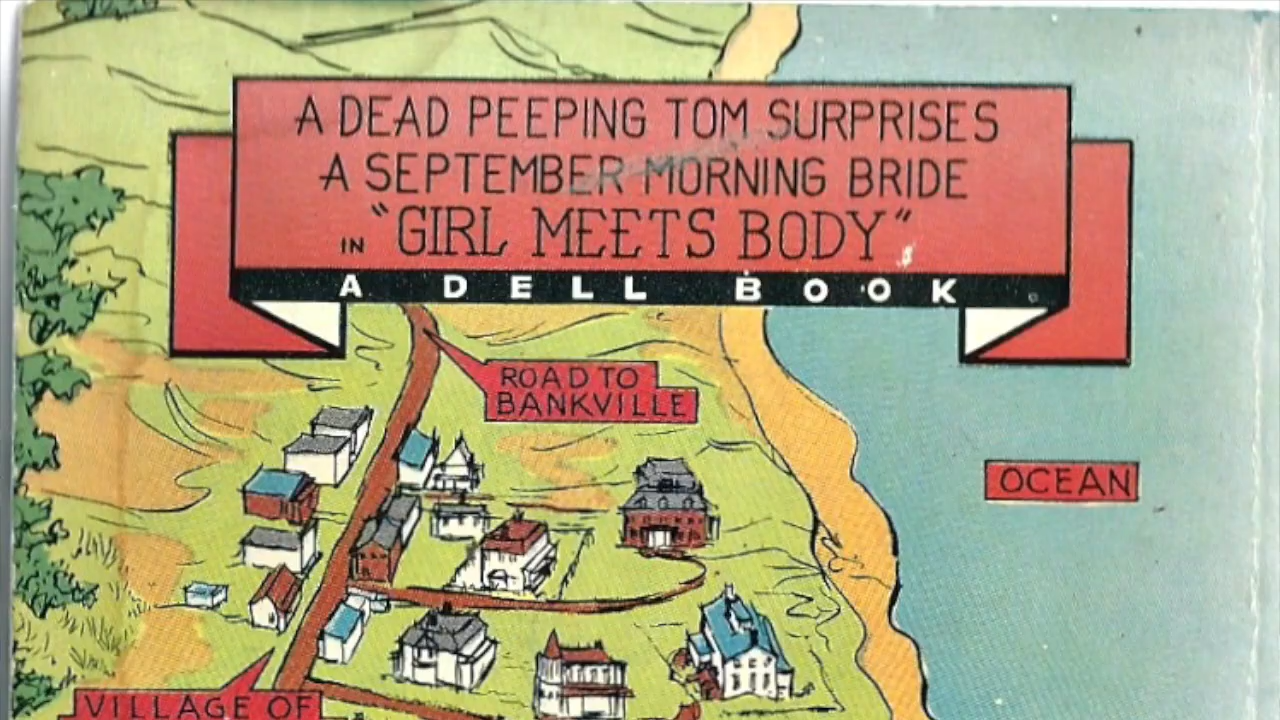 A DEAD PEEPING TOM SURPRISES
A SEPTEMBER MORNING BRIDE
IN "GIRL MEETS BODY"
A DELL BOOK
ROAD TO
BANKVILLE
OCEAN
VILLAGE OF